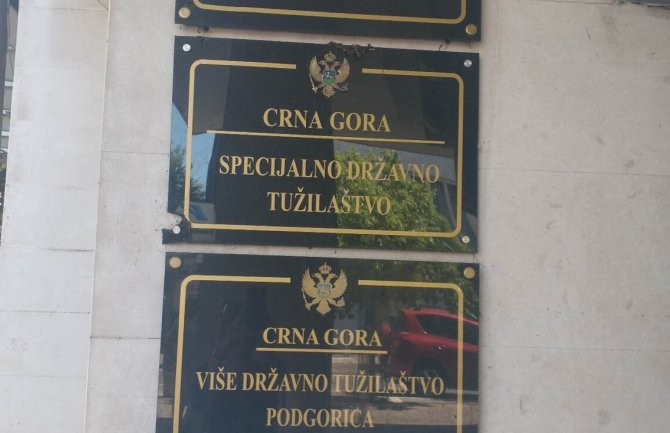 CRNA GORA
SPECIJALNO DRŽAVNO
TUŽILAŠTVO
CRNA GORA
VIŠE DRŽAVNO TUŽILAŠTVO
PODGORICA